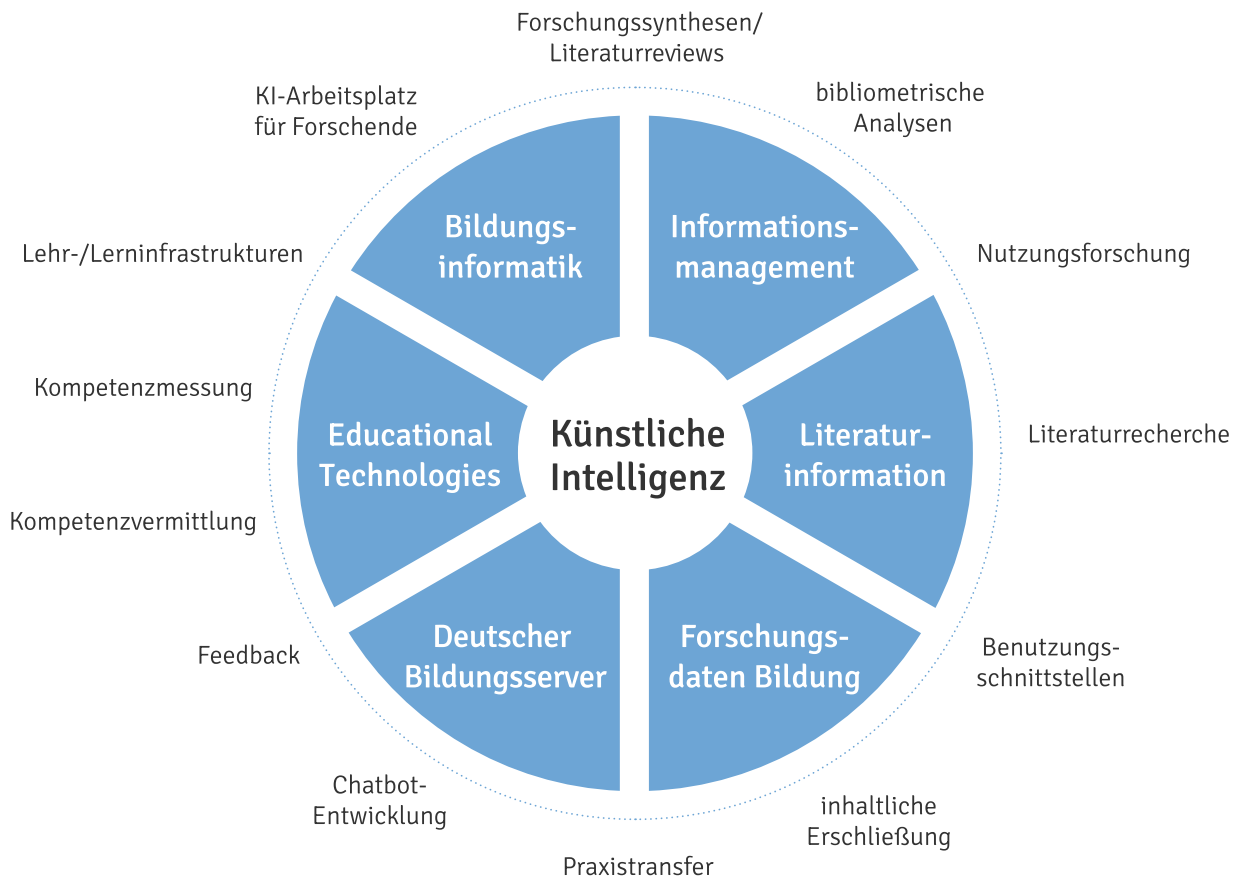 Forschungssynthesen/
Literaturreviews
KI-Arbeitsplatz
für Forschende
bibliometrische
Analysen
Bildungs-
informatik
Informations-
management
Lehr-/Lerninfrastrukturen
Nutzungsforschung
Kompetenzmessung
Educational
Technologies
Künstliche
Intelligenz
Literatur-
information
Literaturrecherche
Kompetenzvermittlung
Deutscher
Bildungsserver
Forschungs-
daten Bildung
Feedback
Benutzungs-
schnittstellen
Chatbot-
Entwicklung
inhaltliche
Erschließung
Praxistransfer